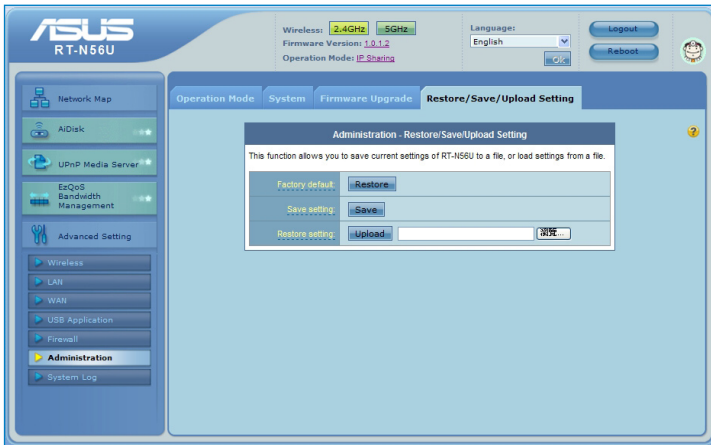 ASUS
RT-N56U
Wireless: 2.4GHz 5GHz
Firmware Version: 1.0.1.2
Operation Mode: IP Sharing
Language:
English
OK
Logout
Reboot
Network Map
AiDisk
UPnP Media Server
EzQoS
Bandwidth
Management
Advanced Setting
Wireless
LAN
WAN
USB Application
Firewall
Administration
System Log
Operation Mode System Firmware Upgrade Restore/Save/Upload Setting
Administration - Restore/Save/Upload Setting
This function allows you to save current settings of RT-N56U to a file, or load settings from a file.
Factory default: Restore
Save setting: Save
Restore setting: Upload 瀏覽...